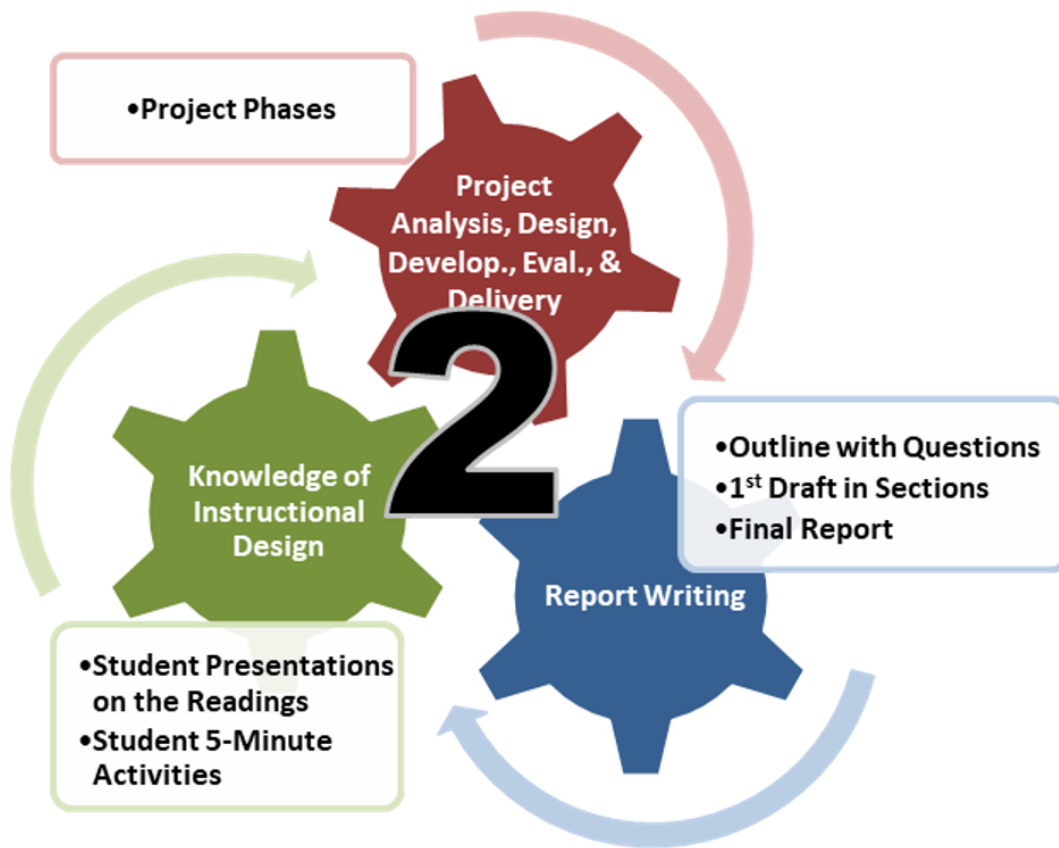 •Project Phases
Project
Analysis, Design,
Develop., Eval., &
Delivery
2
Knowledge of
Instructional
Design
•Outline with Questions
•1st Draft in Sections
•Final Report
Report Writing
•Student Presentations
on the Readings
•Student 5-Minute
Activities